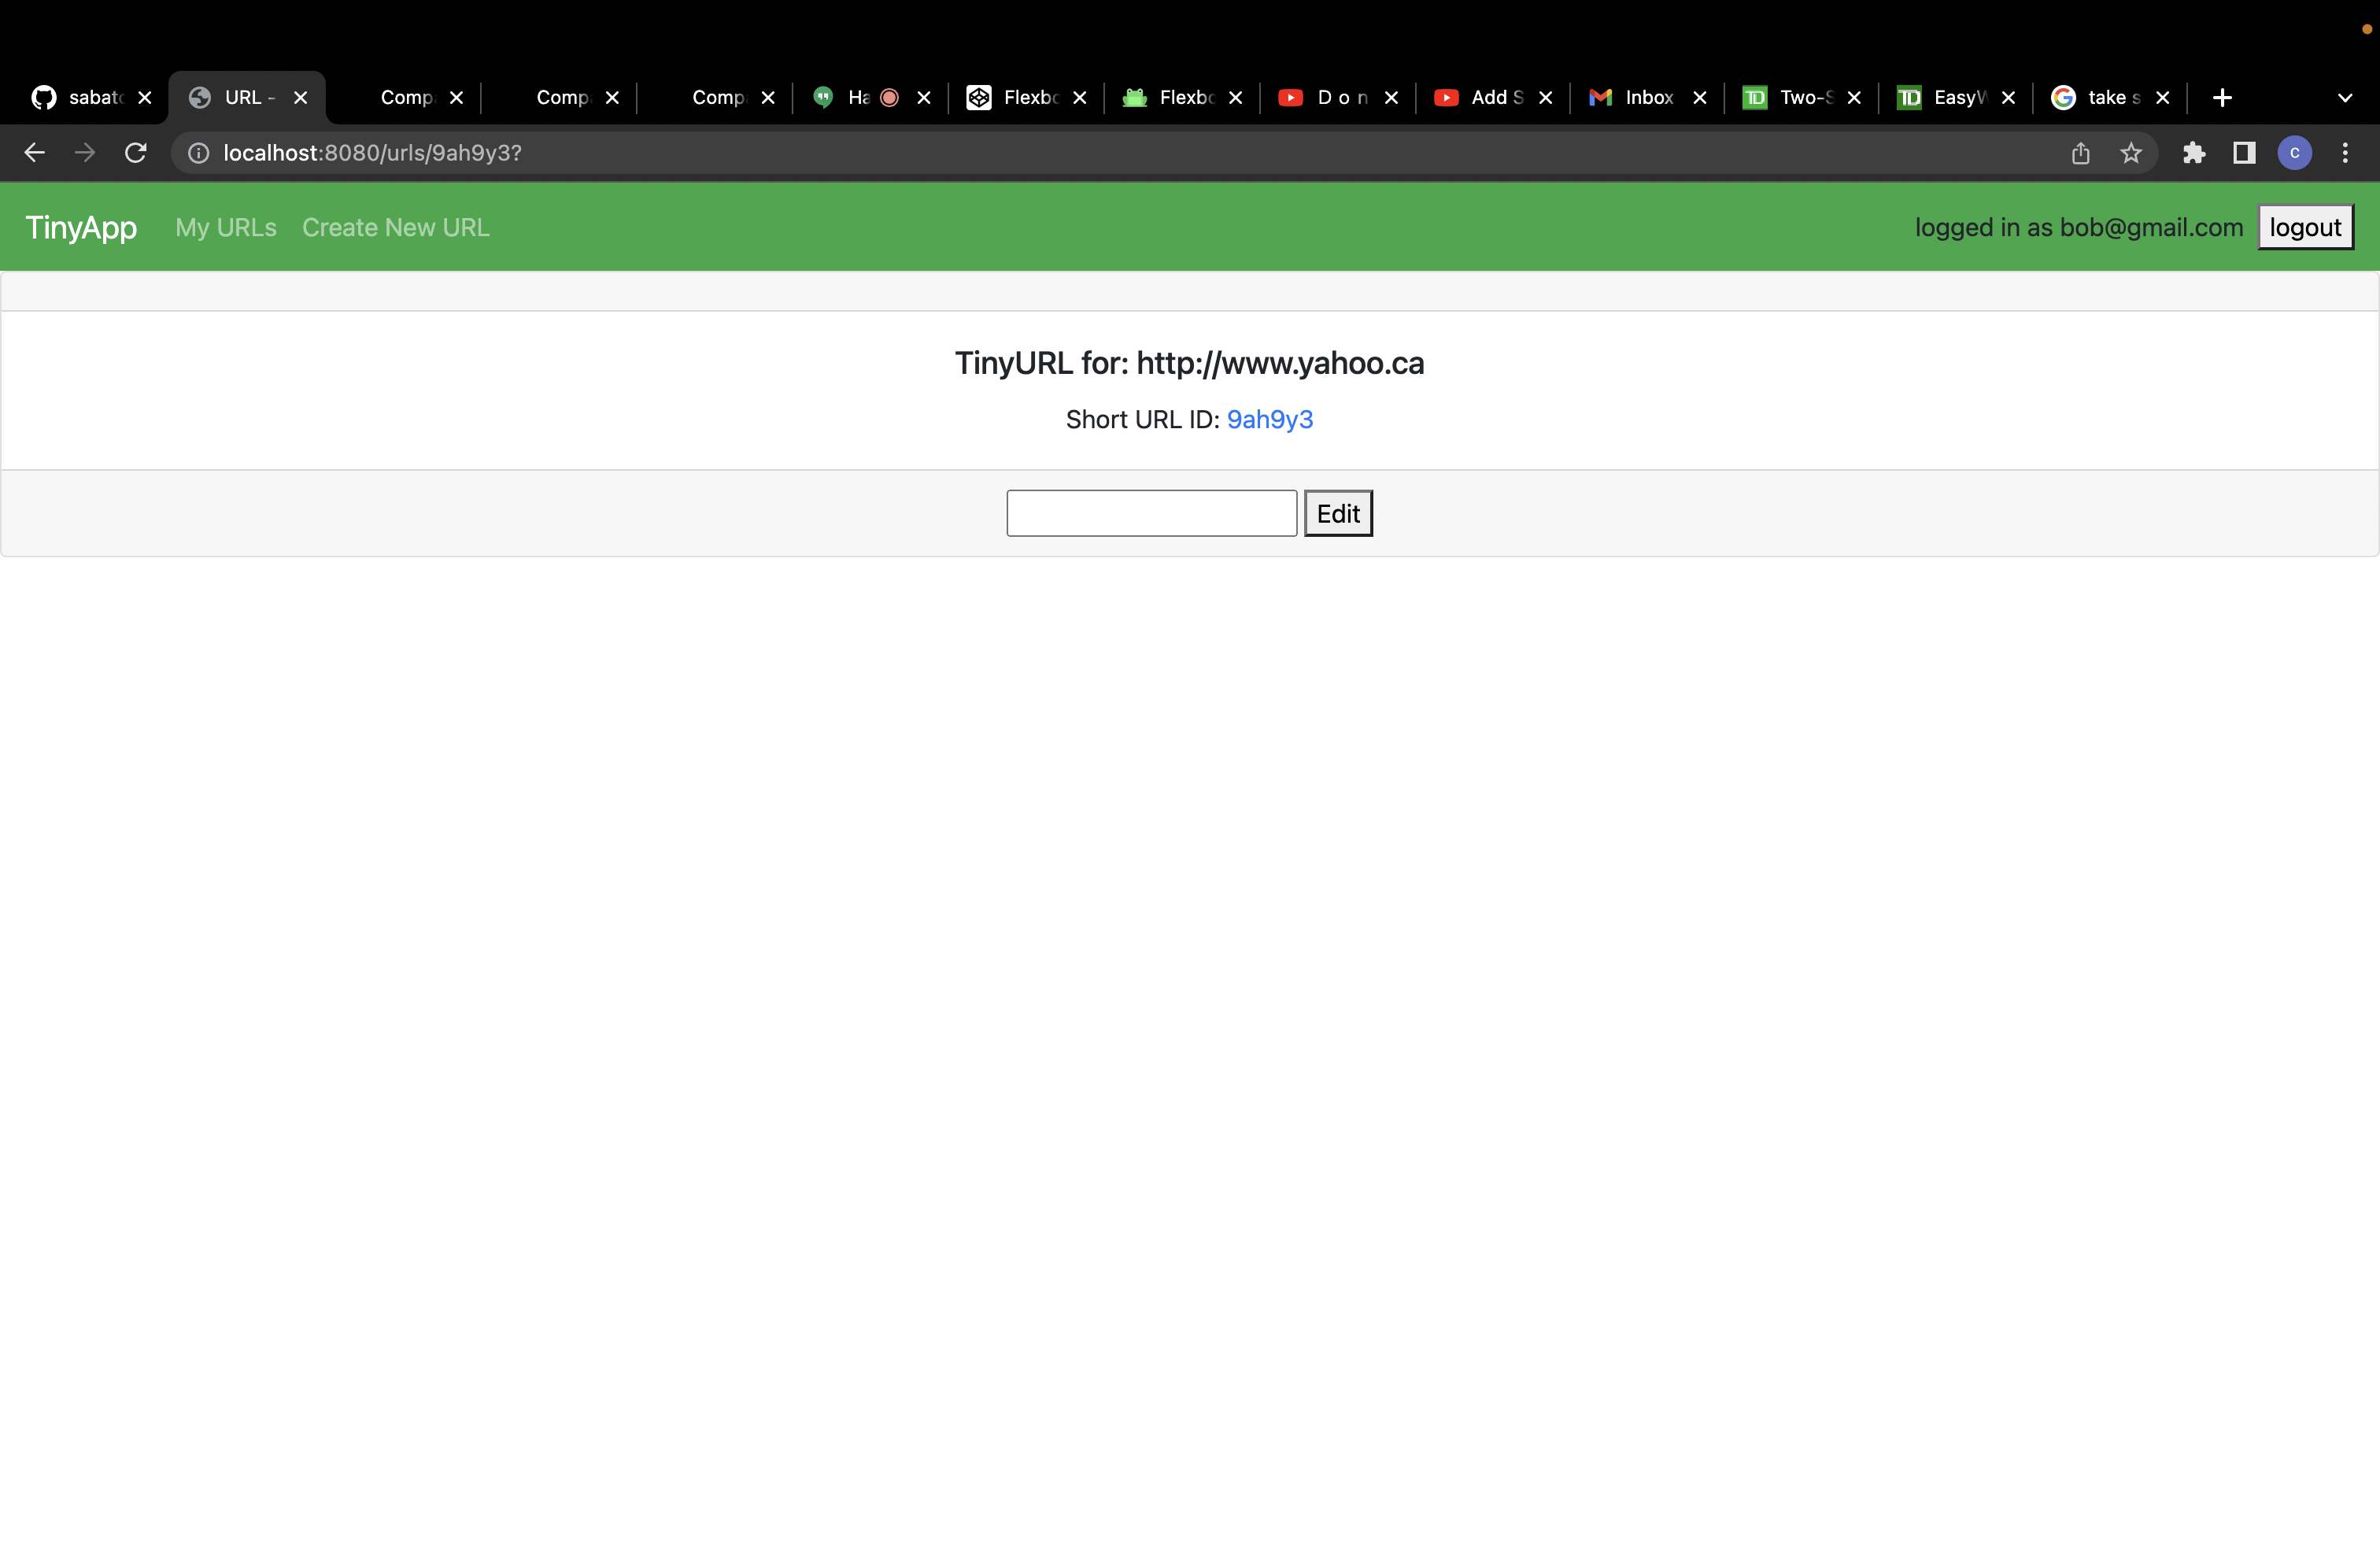 sabat URL - Comp Comp Comp Ha Flexbo Flexbo D o n Add S Inbox Two-S EasyW take s
localhost:8080/urls/9ah9y3?
TinyApp My URLs Create New URL logged in as bob@gmail.com logout
TinyURL for: http://www.yahoo.ca
Short URL ID: 9ah9y3
Edit